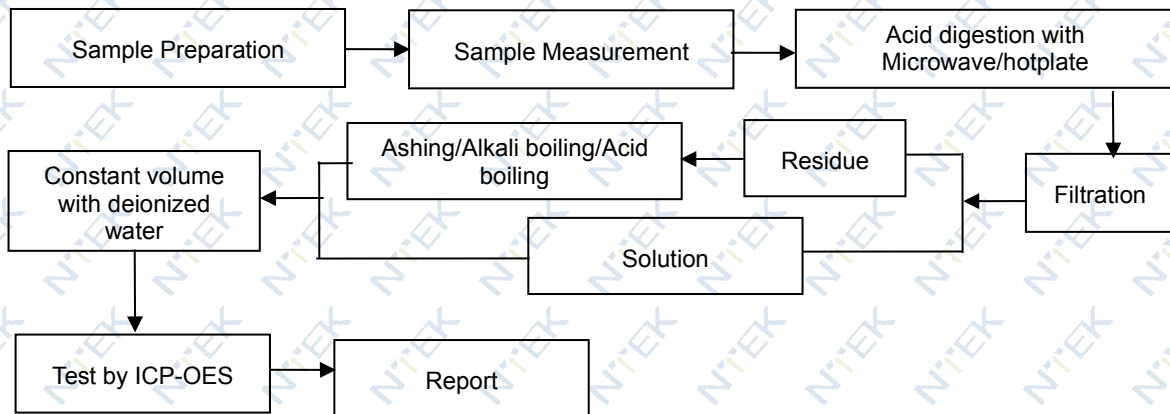 Sample Preparation
Sample Measurement
Acid digestion with
Microwave/hotplate
Filtration
Residue
Solution
Ashing/Alkali boiling/Acid
boiling
Constant volume
with deionized
water
Test by ICP-OES
Report
NTEK